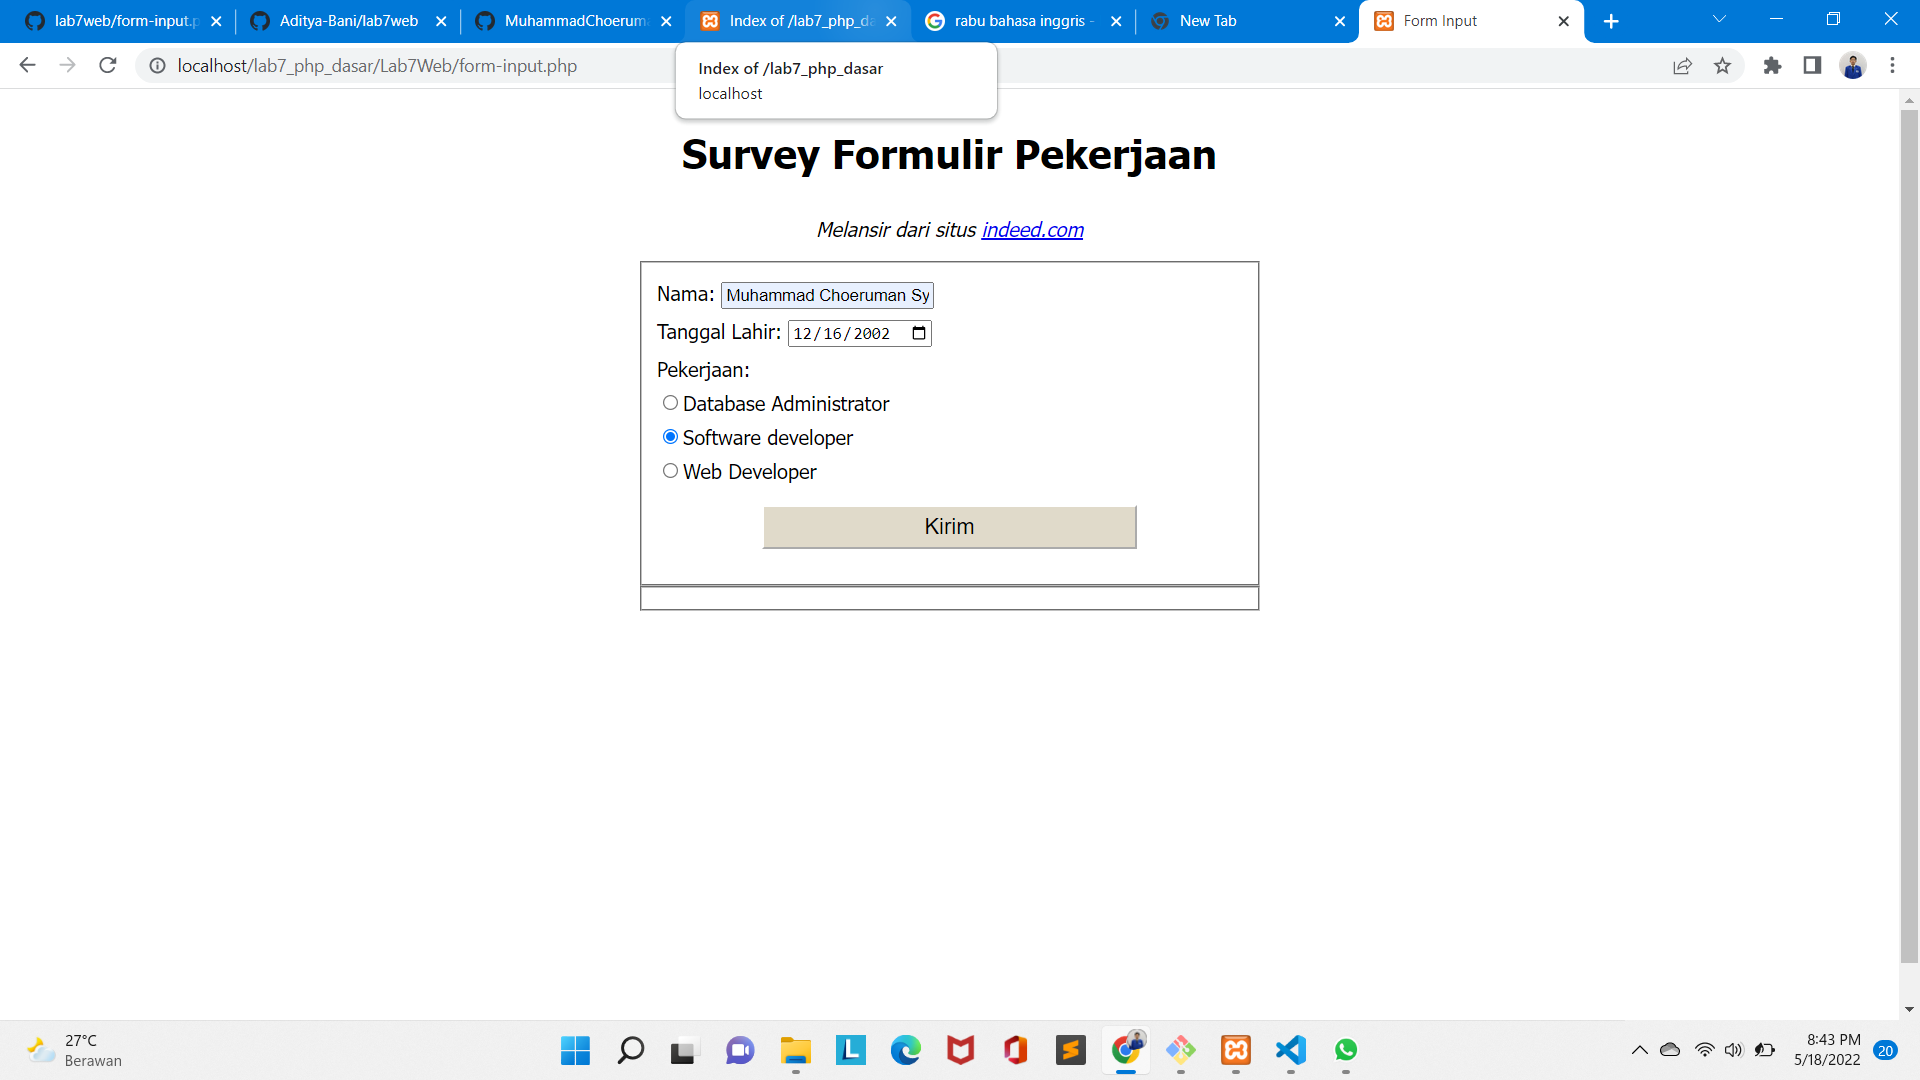 lab7web/form-input.p
Aditya-Bani/lab7web
MuhammadChoerum
Index of /lab7_php_da
rabu bahasa inggris -
New Tab
Form Input
localhost/lab7_php_dasar/Lab7Web/form-input.php
Index of /lab7_php_dasar
localhost
Survey Formulir Pekerjaan
Melansir dari situs indeed.com
Nama: Muhammad Choeruman Sy
Tanggal Lahir: 12/16/2002
Pekerjaan:
Database Administrator
Software developer
Web Developer
Kirim
27°C
Berawan
8:43 PM
5/18/2022
20